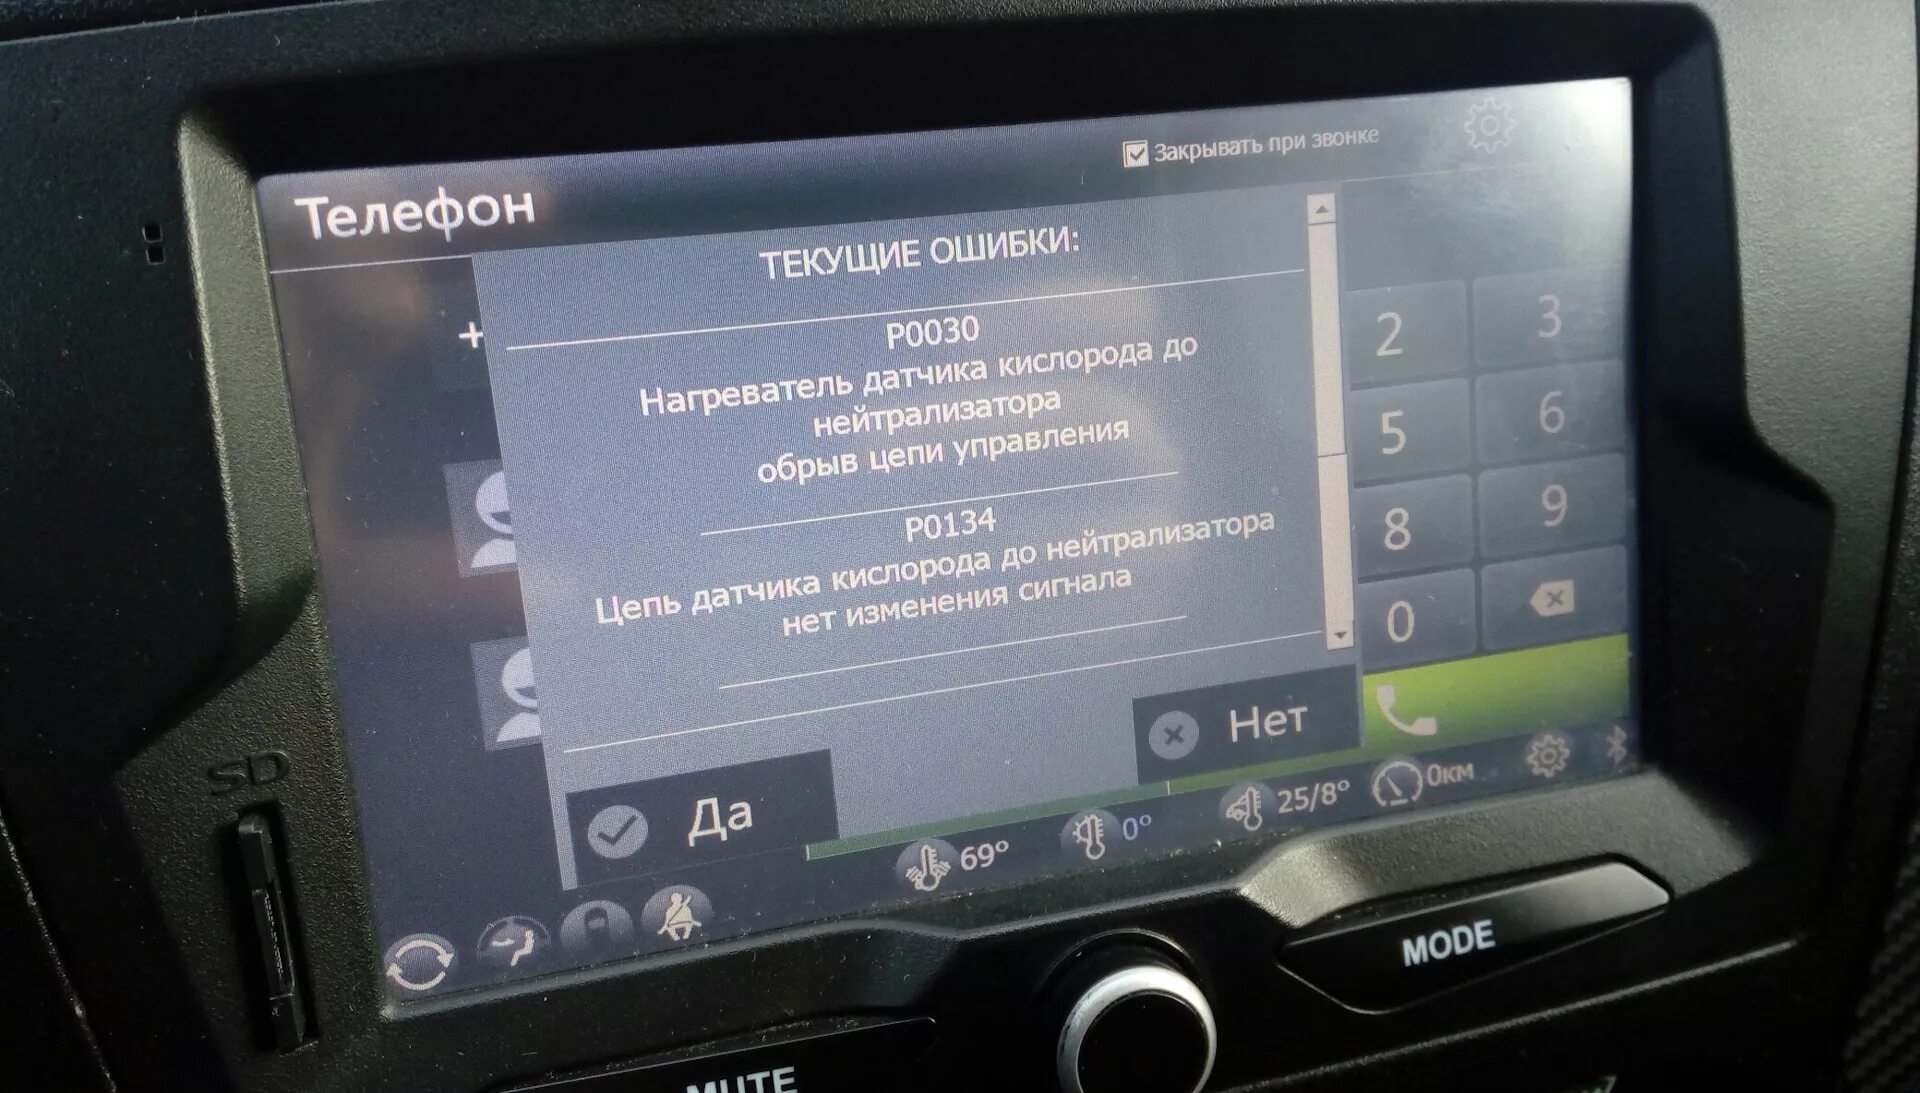 Закрывать при звонке
Телефон
ТЕКУЩИЕ ОШИБКИ:
+
P0030
Нагреватель датчика кислорода до
нейтрализатора
обрыв цепи управления
P0134
Цепь датчика кислорода до нейтрализатора
нет изменения сигнала
2 3
5 6
8 9
0
Да
Нет
69°
0°
25/8°
0км
SD
MODE
MUTE